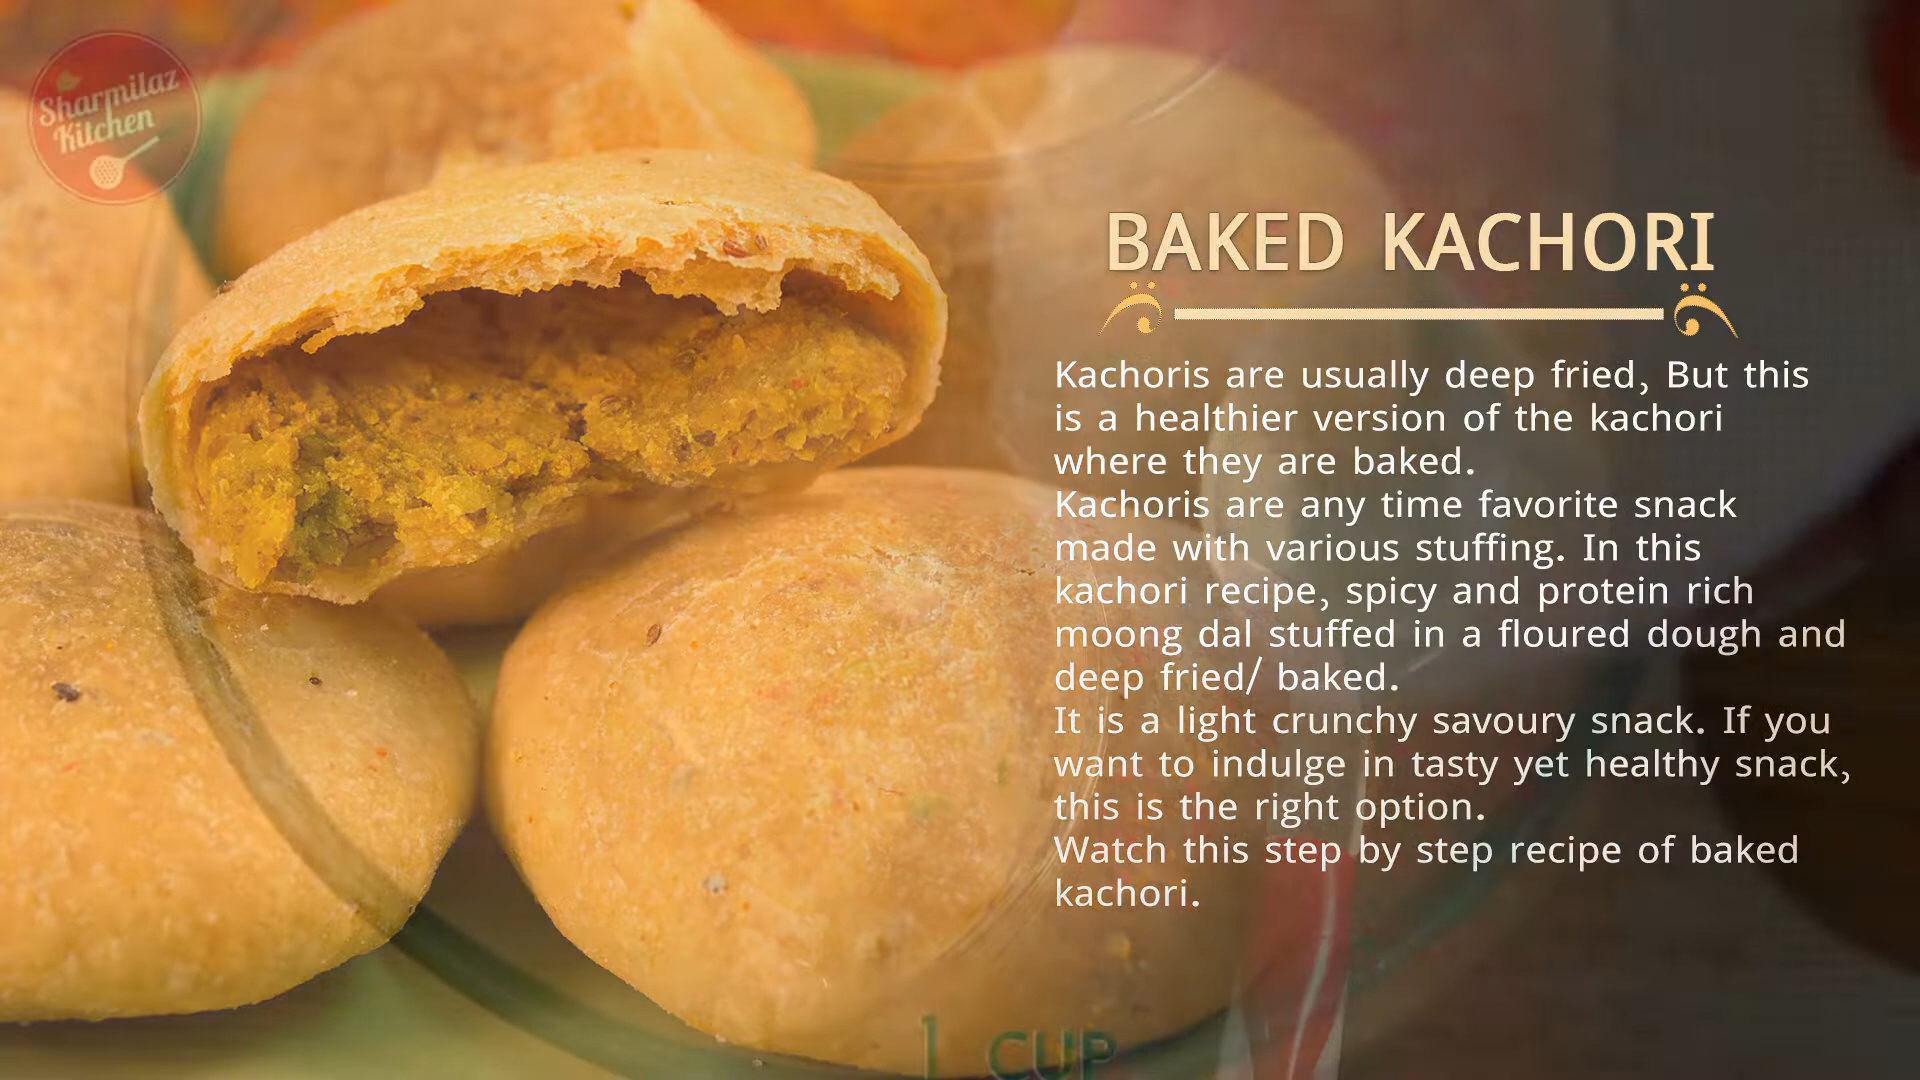 Sharmilaz
Kitchen
BAKED KACHORI
Kachoris are usually deep fried, But this
is a healthier version of the kachori
where they are baked.
Kachoris are any time favorite snack
made with various stuffing. In this
kachori recipe, spicy and protein rich
moong dal stuffed in a floured dough and
deep fried/ baked.
It is a light crunchy savoury snack. If you
want to indulge in tasty yet healthy snack,
this is the right option.
Watch this step by step recipe of baked
kachori.
1 CUP